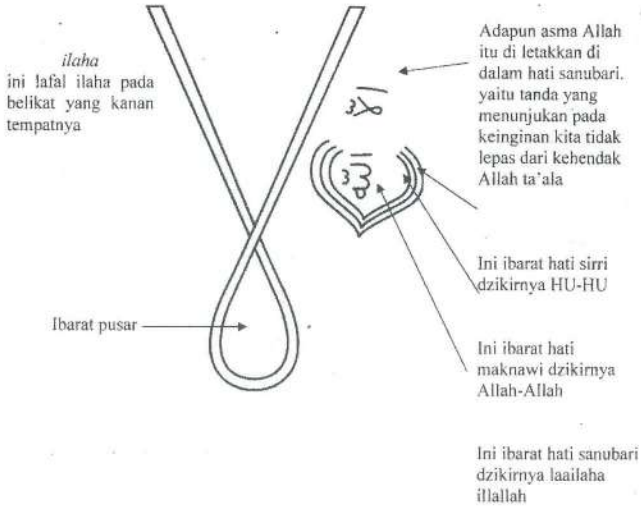 ilaha
ini lafal ilaha pada
belikat yang kanan
tempatnya
Adapun asma Allah
itu di letakkan di
dalam hati sanubari.
yaitu tanda yang
menunjukan pada
keinginan kita tidak
lepas dari kehendak
Allah ta'ala
Ini ibarat hati sirri
dzikirnya HU-HU
Ibarat pusar
Ini ibarat hati
maknawi dzikirnya
Allah-Allah
Ini ibarat hati sanubari
dzikirnya laailaha
illallah